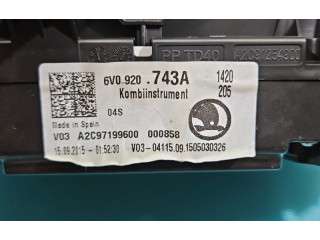 PP TD40
6V0.920 .743A 1420
Kombiinstrument 205
04S
Made in Spain
V03 A2C97199600 000858
15.09.2015 - 01:52:30 V03-04115.09.1505030326